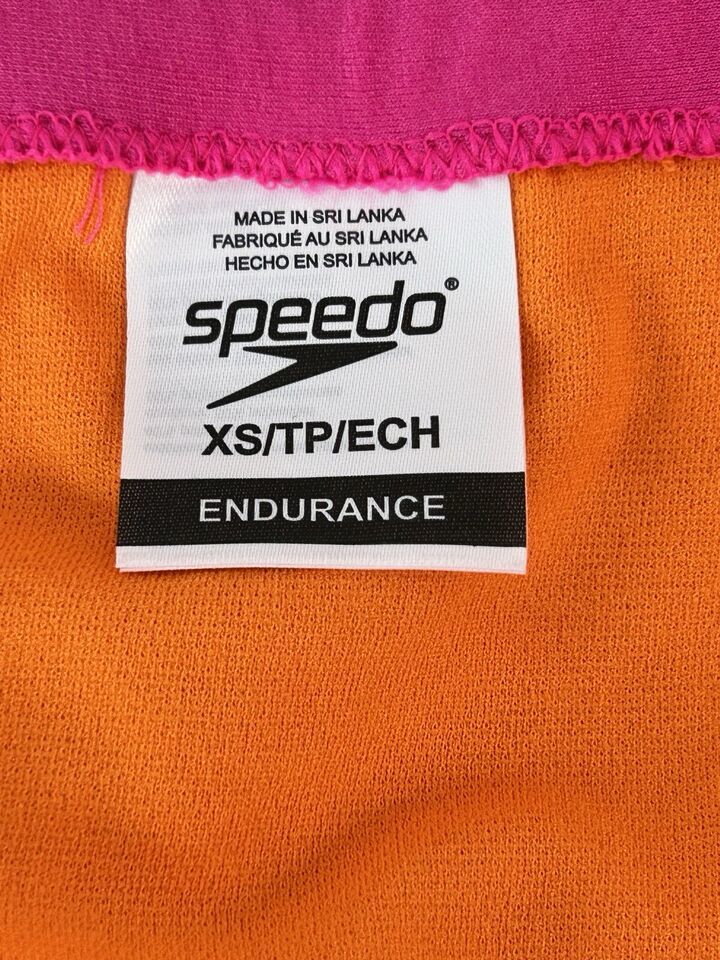 MADE IN SRI LANKA
FABRIQUÉ AU SRI LANKA
HECHO EN SRI LANKA
speedo®
XS/TP/ECH
ENDURANCE